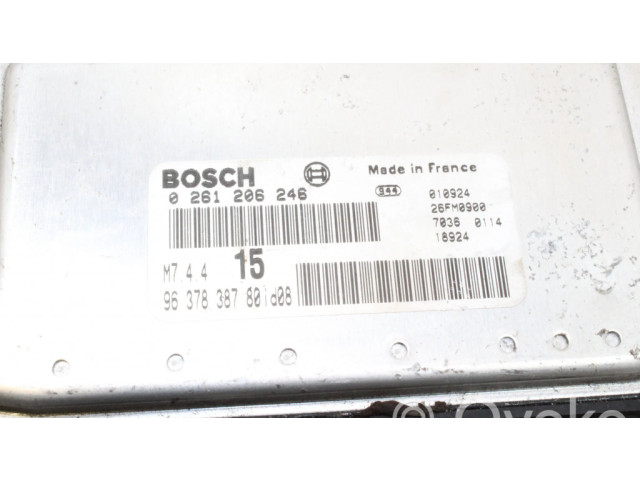 BOSCH
Made in France
0 261 206 246
S44
010924
26FM0900
7036 0114
18924
M7 4 4 15
96 378 387 80 id08
Ovoko